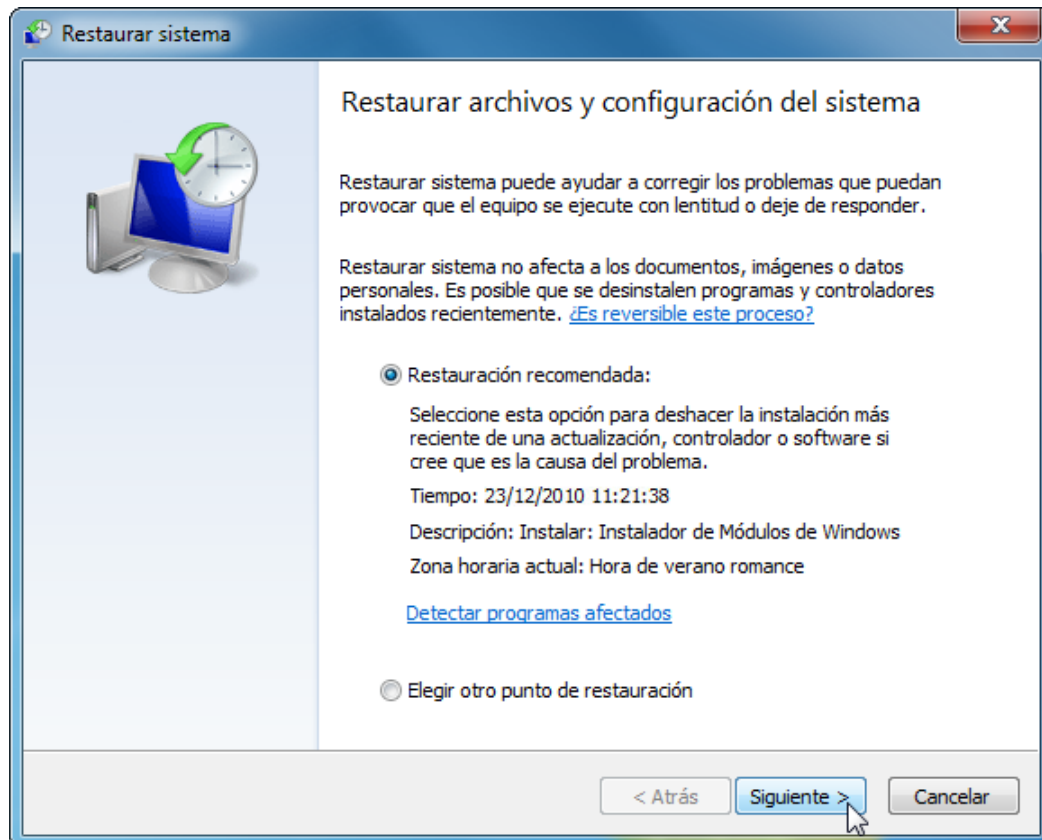 Restaurar sistema
Restaurar archivos y configuración del sistema
Restaurar sistema puede ayudar a corregir los problemas que puedan
provocar que el equipo se ejecute con lentitud o deje de responder.
Restaurar sistema no afecta a los documentos, imágenes o datos
personales. Es posible que se desinstalen programas y controladores
instalados recientemente. ¿Es reversible este proceso?
Restauración recomendada:
Seleccione esta opción para deshacer la instalación más
reciente de una actualización, controlador o software si
cree que es la causa del problema.
Tiempo: 23/12/2010 11:21:38
Descripción: Instalar: Instalador de Módulos de Windows
Zona horaria actual: Hora de verano romance
Detectar programas afectados
Elegir otro punto de restauración
< Atrás Siguiente > Cancelar